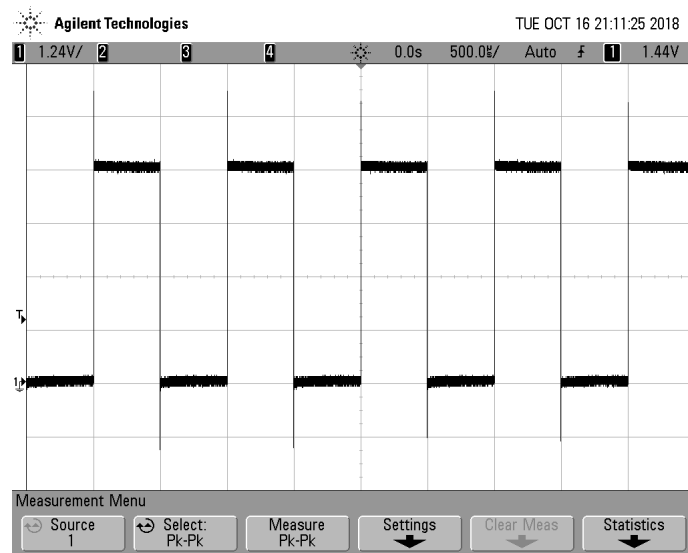 Agilent Technologies
TUE OCT 16 21:11:25 2018
1 1.24V/ 2 3 4 0.0s 500.0µ/ Auto 1 1.44V
T
1
Measurement Menu
Source
1
Select:
Pk-Pk
Measure
Pk-Pk
Settings
Clear Meas
Statistics